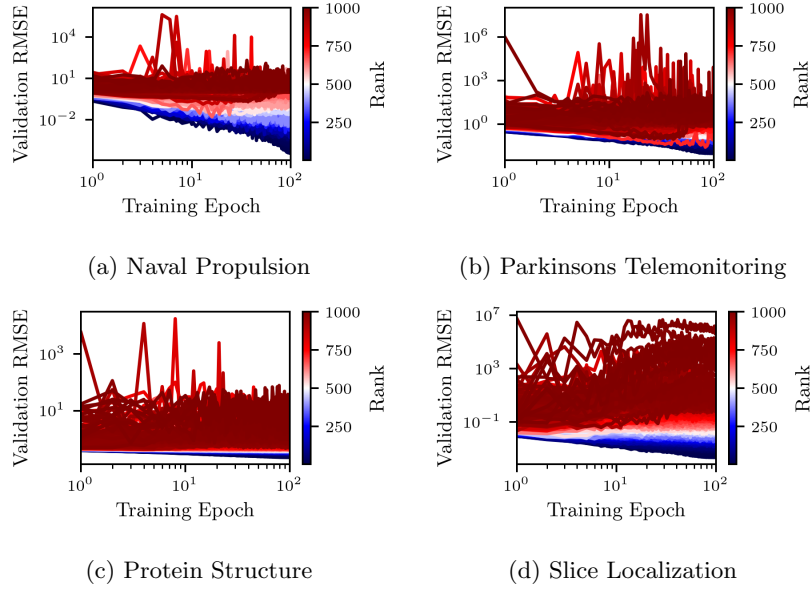 Validation RMSE
10^4
10^1
10^-2
10^0
10^1
10^2
Training Epoch
1000
750
500
250
Rank
(a) Naval Propulsion
Validation RMSE
10^6
10^3
10^0
10^0
10^1
10^2
Training Epoch
1000
750
500
250
Rank
(b) Parkinsons Telemonitoring
Validation RMSE
10^3
10^1
10^0
10^1
10^2
Training Epoch
1000
750
500
250
Rank
(c) Protein Structure
Validation RMSE
10^7
10^3
10^-1
10^0
10^1
10^2
Training Epoch
1000
750
500
250
Rank
(d) Slice Localization